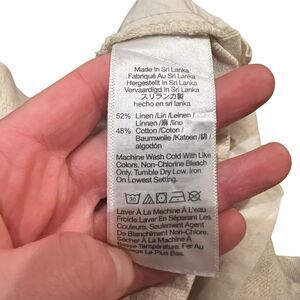 Made In Sri Lanka
Fabriqué Au Sri Lanka
Hergestellt In Sri Lanka
Vervaardigd In Sri Lanka
スリランカ製
hecho en sri lanka
52% Linen/Lin/Leinen/
Linnen/麻/lino
48% Cotton/Coton/
Baumwolle/Katoen/綿/
algodón
Machine Wash Cold With Like
Colors. Non-Chlorine Bleach
Only. Tumble Dry Low. Iron
On Lowest Setting.
30
Laver À La Machine À L'eau
Froide. Laver En Séparant Les
Couleurs. Seulement Agent
De Blanchiment Non-Chlore.
Sécher À La Machine À
Basse Température. Fer Au
Réglage Le Plus Bas.